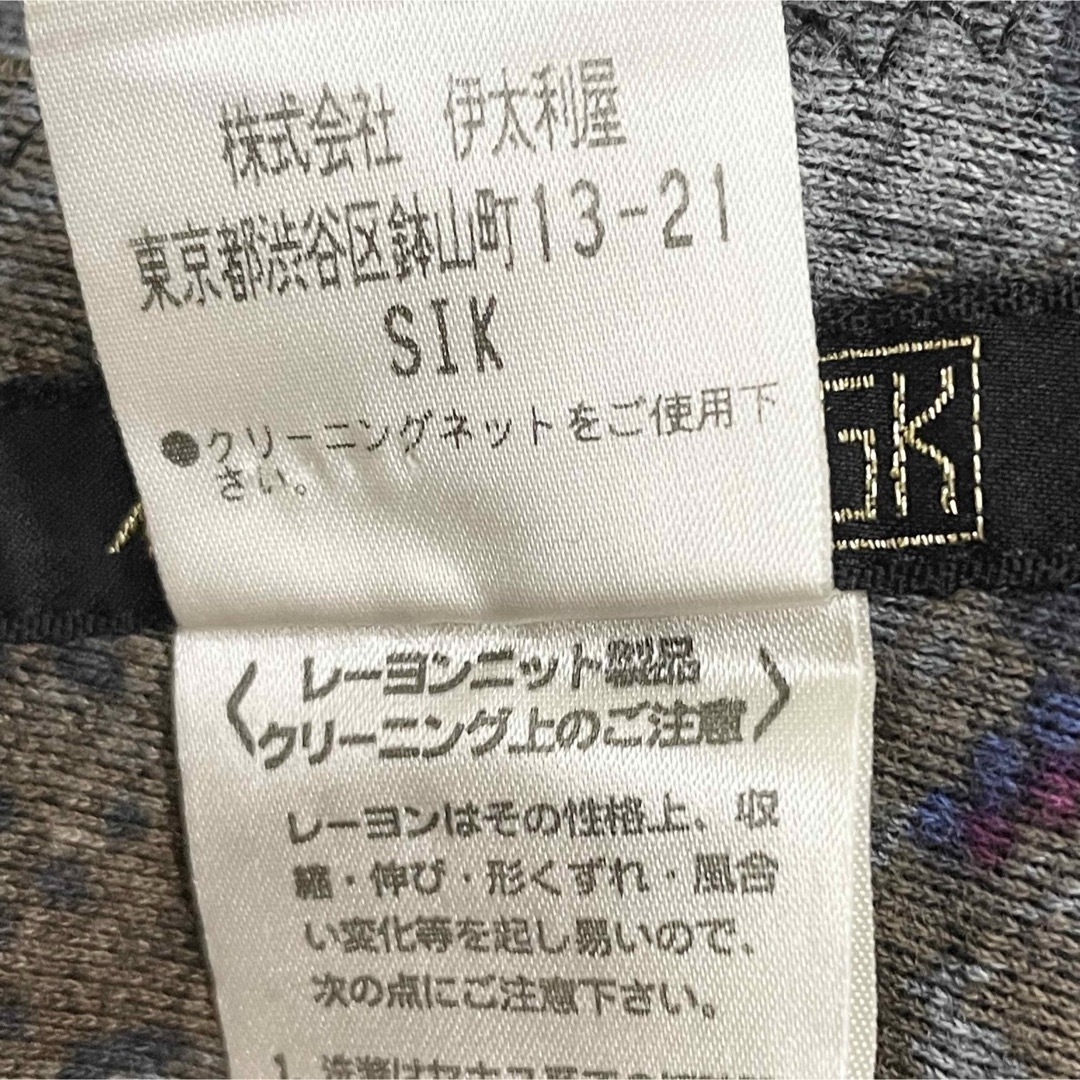 株式会社 伊太利屋
東京都渋谷区鉢山町13-21
SIK
●クリーニングネットをご使用下
さい。
GK
〈レーヨンニット製品
クリーニング上のご注意〉
レーヨンはその性格上、収
縮・伸び・形くずれ・風合
い変化等を起し易いので、
次の点にご注意下さい。
1.